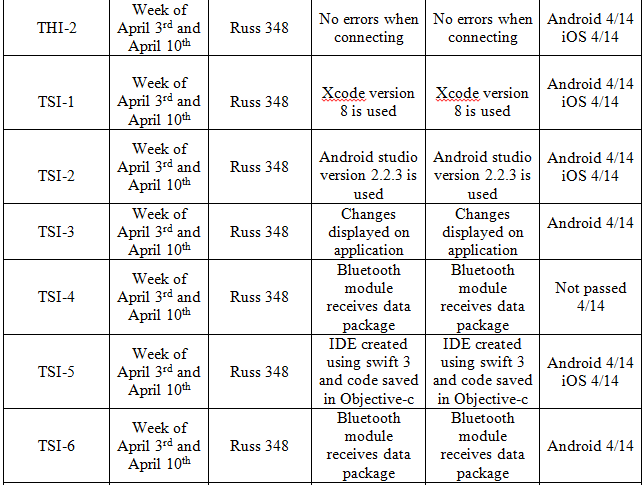 THI-2
Week of
April 3rd and
April 10th
Russ 348
No errors when
connecting
No errors when
connecting
Android 4/14
iOS 4/14
TSI-1
Week of
April 3rd and
April 10th
Russ 348
Xcode version
8 is used
Xcode version
8 is used
Android 4/14
iOS 4/14
TSI-2
Week of
April 3rd and
April 10th
Russ 348
Android studio
version 2.2.3 is
used
Android studio
version 2.2.3 is
used
Android 4/14
iOS 4/14
TSI-3
Week of
April 3rd and
April 10th
Russ 348
Changes
displayed on
application
Changes
displayed on
application
Android 4/14
TSI-4
Week of
April 3rd and
April 10th
Russ 348
Bluetooth
module
receives data
package
Bluetooth
module
receives data
package
Not passed
4/14
TSI-5
Week of
April 3rd and
April 10th
Russ 348
IDE created
using swift 3
and code saved
in Objective-c
IDE created
using swift 3
and code saved
in Objective-c
Android 4/14
iOS 4/14
TSI-6
Week of
April 3rd and
April 10th
Russ 348
Bluetooth
module
receives data
package
Bluetooth
module
receives data
package
Android 4/14